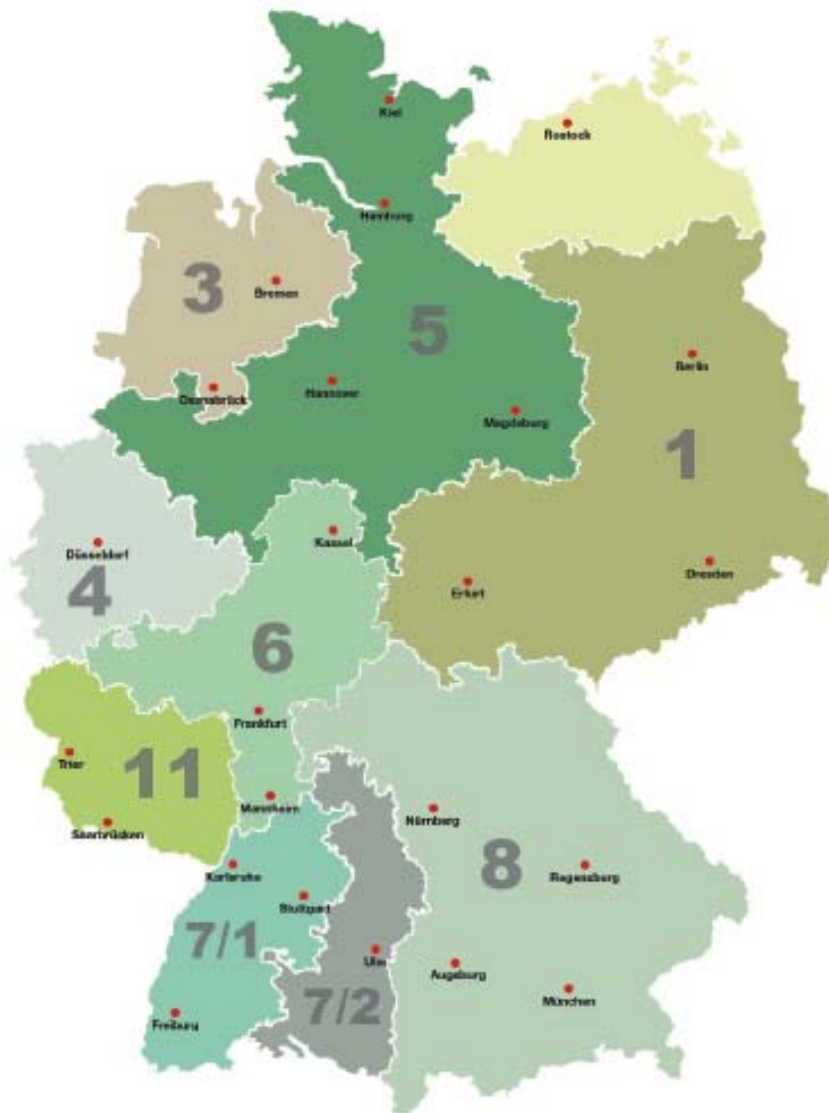 Kiel
Rostock
Hamburg
3
Bremen
5
Berlin
Osnabrück
Hannover
Magdeburg
1
Kassel
Düsseldorf
4
Dresden
Erfurt
6
Frankfurt
Trier
11
Mannheim
Saarbrücken
Nürnberg
8
Karlsruhe
Regensburg
Stuttgart
7/1
Ulm
Augsburg
München
7/2
Freiburg